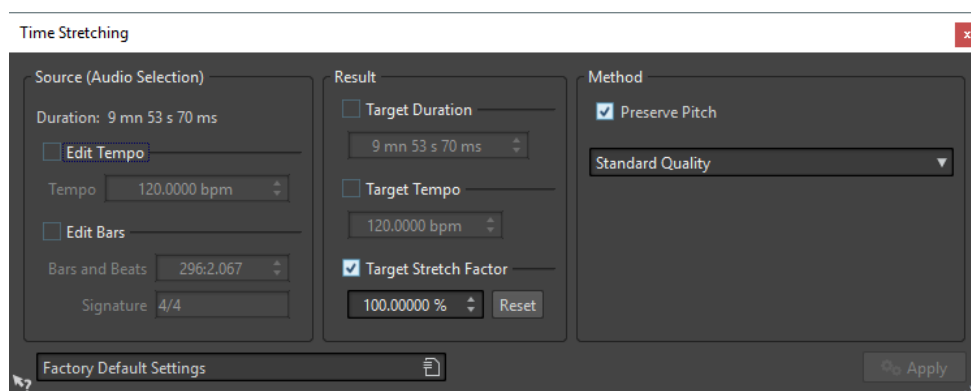 Time Stretching
x
Source (Audio Selection)
Duration: 9 mn 53 s 70 ms
Edit Tempo
Tempo 120.0000 bpm
Edit Bars
Bars and Beats 296:2.067
Signature 4/4
Result
Target Duration
9 mn 53 s 70 ms
Target Tempo
120.0000 bpm
Target Stretch Factor
100.00000 % Reset
Method
Preserve Pitch
Standard Quality
?
Factory Default Settings
Apply